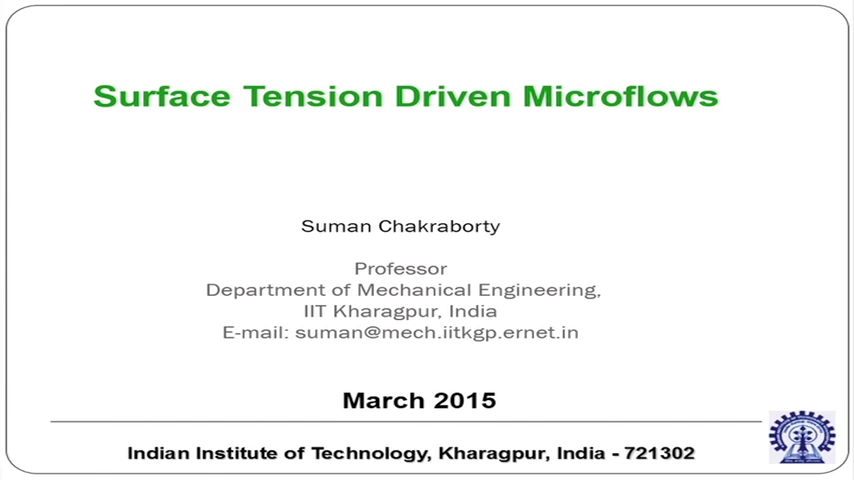 Surface Tension Driven Microflows
Suman Chakraborty
Professor
Department of Mechanical Engineering,
IIT Kharagpur, India
E-mail: suman@mech.iitkgp.ernet.in
March 2015
Indian Institute of Technology, Kharagpur, India - 721302